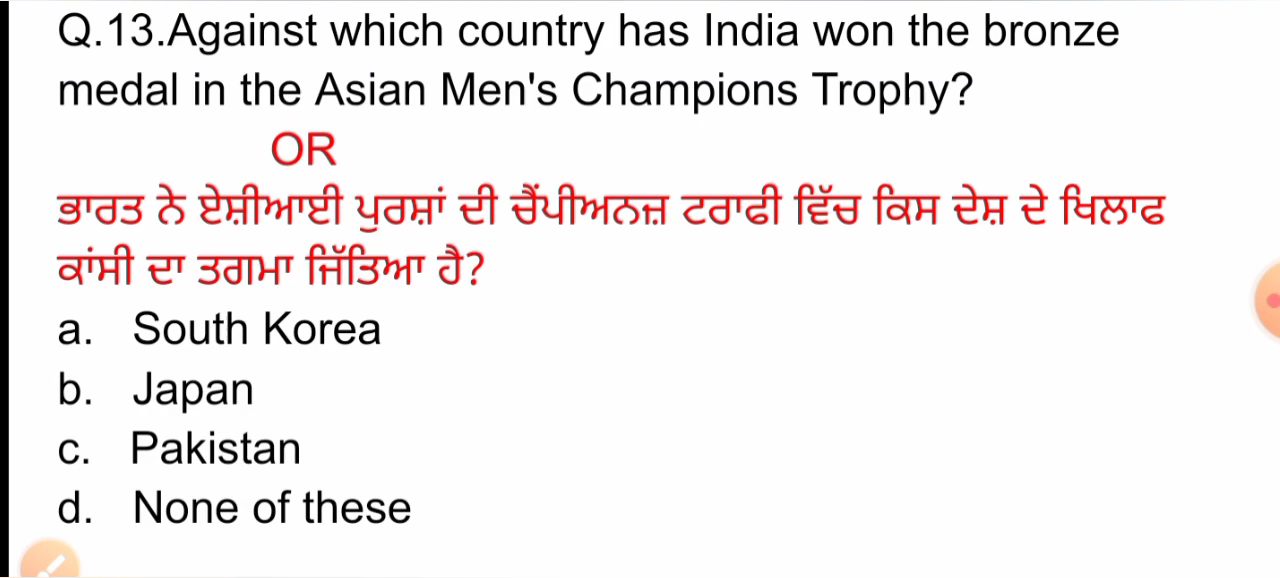 Q.13.Against which country has India won the bronze
medal in the Asian Men's Champions Trophy?
OR
ਭਾਰਤ ਨੇ ਏਸ਼ੀਆਈ ਪੁਰਸ਼ਾਂ ਦੀ ਚੈਂਪੀਅਨਜ਼ ਟਰਾਫੀ ਵਿੱਚ ਕਿਸ ਦੇਸ਼ ਦੇ ਖਿਲਾਫ
ਕਾਂਸੀ ਦਾ ਤਗਮਾ ਜਿੱਤਿਆ ਹੈ?
a. South Korea
b. Japan
c. Pakistan
d. None of these